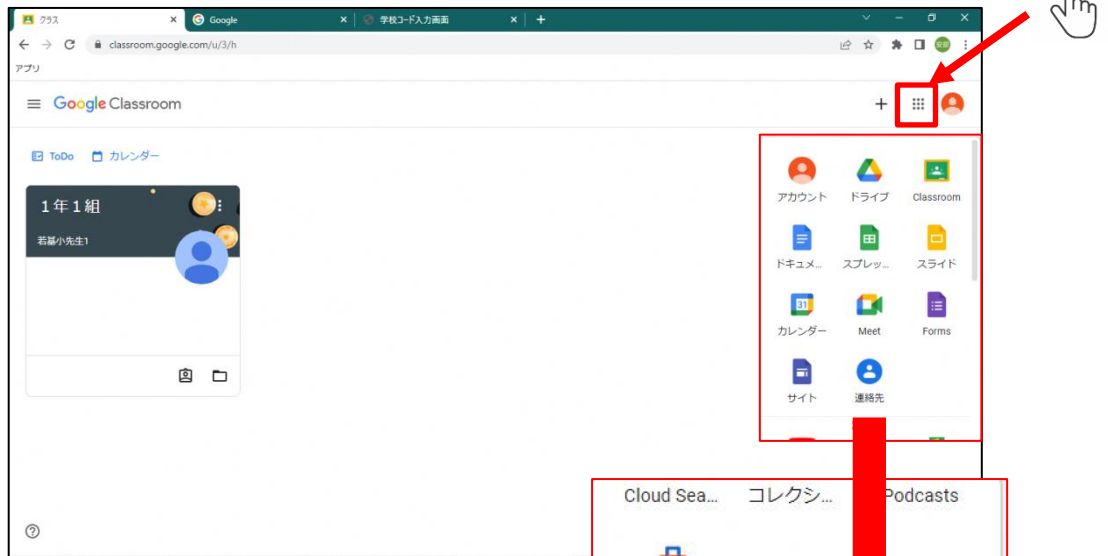 クラス
Google
学校コード入力画面
classroom.google.com/u/3/h
アプリ
Google Classroom
ToDo カレンダー
1年1組
若基小先生1
アカウント ドライブ Classroom
ドキュメ... スプレッ... スライド
31
カレンダー Meet Forms
サイト 連絡先
Cloud Sea... コレクシ... Podcasts